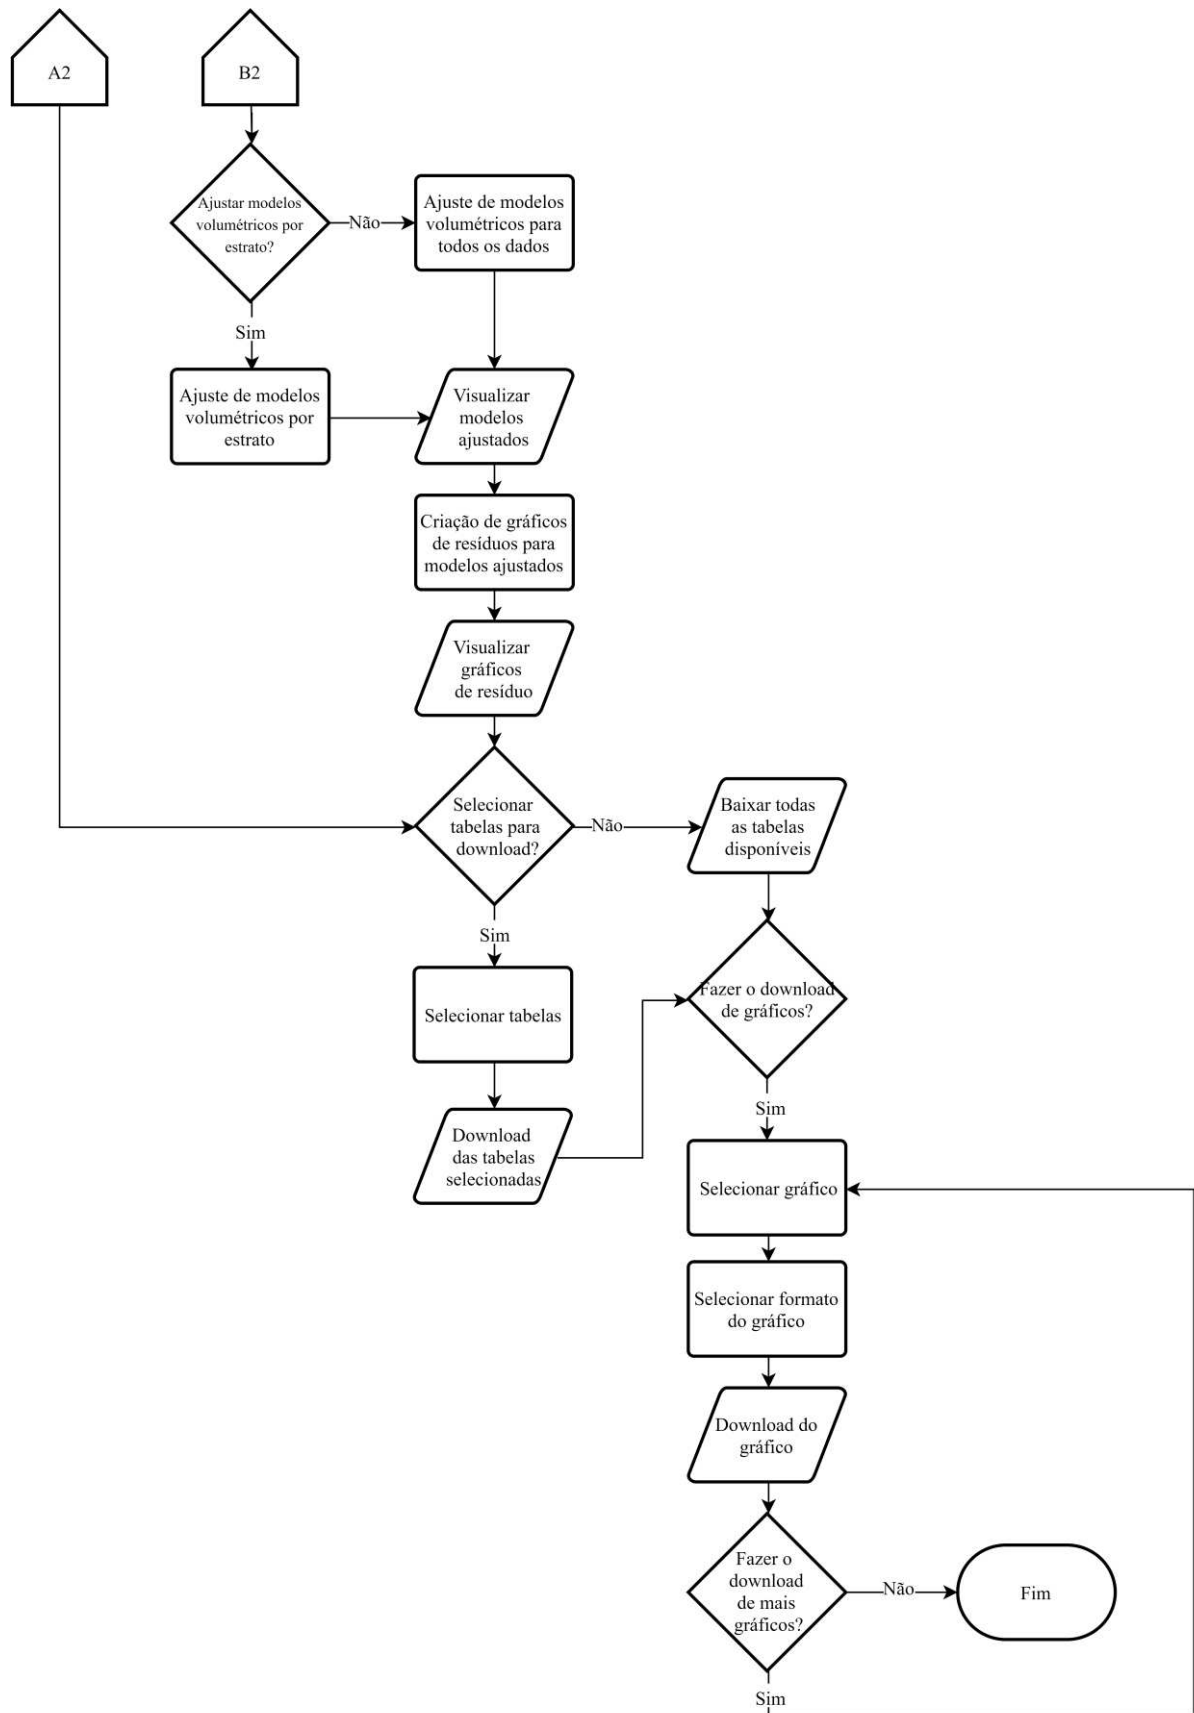 A2
B2
Ajustar modelos
volumétricos por
estrato?
Não
Ajuste de modelos
volumétricos para
todos os dados
Sim
Ajuste de modelos
volumétricos por
estrato
Visualizar
modelos
ajustados
Criação de gráficos
de resíduos para
modelos ajustados
Visualizar
gráficos
de resíduo
Selecionar
tabelas para
download?
Não
Baixar todas
as tabelas
disponíveis
Sim
Selecionar tabelas
Download
das tabelas
selecionadas
Fazer o download
de gráficos?
Sim
Selecionar gráfico
Selecionar formato
do gráfico
Download do
gráfico
Fazer o
download
de mais
gráficos?
Não
Fim
Sim